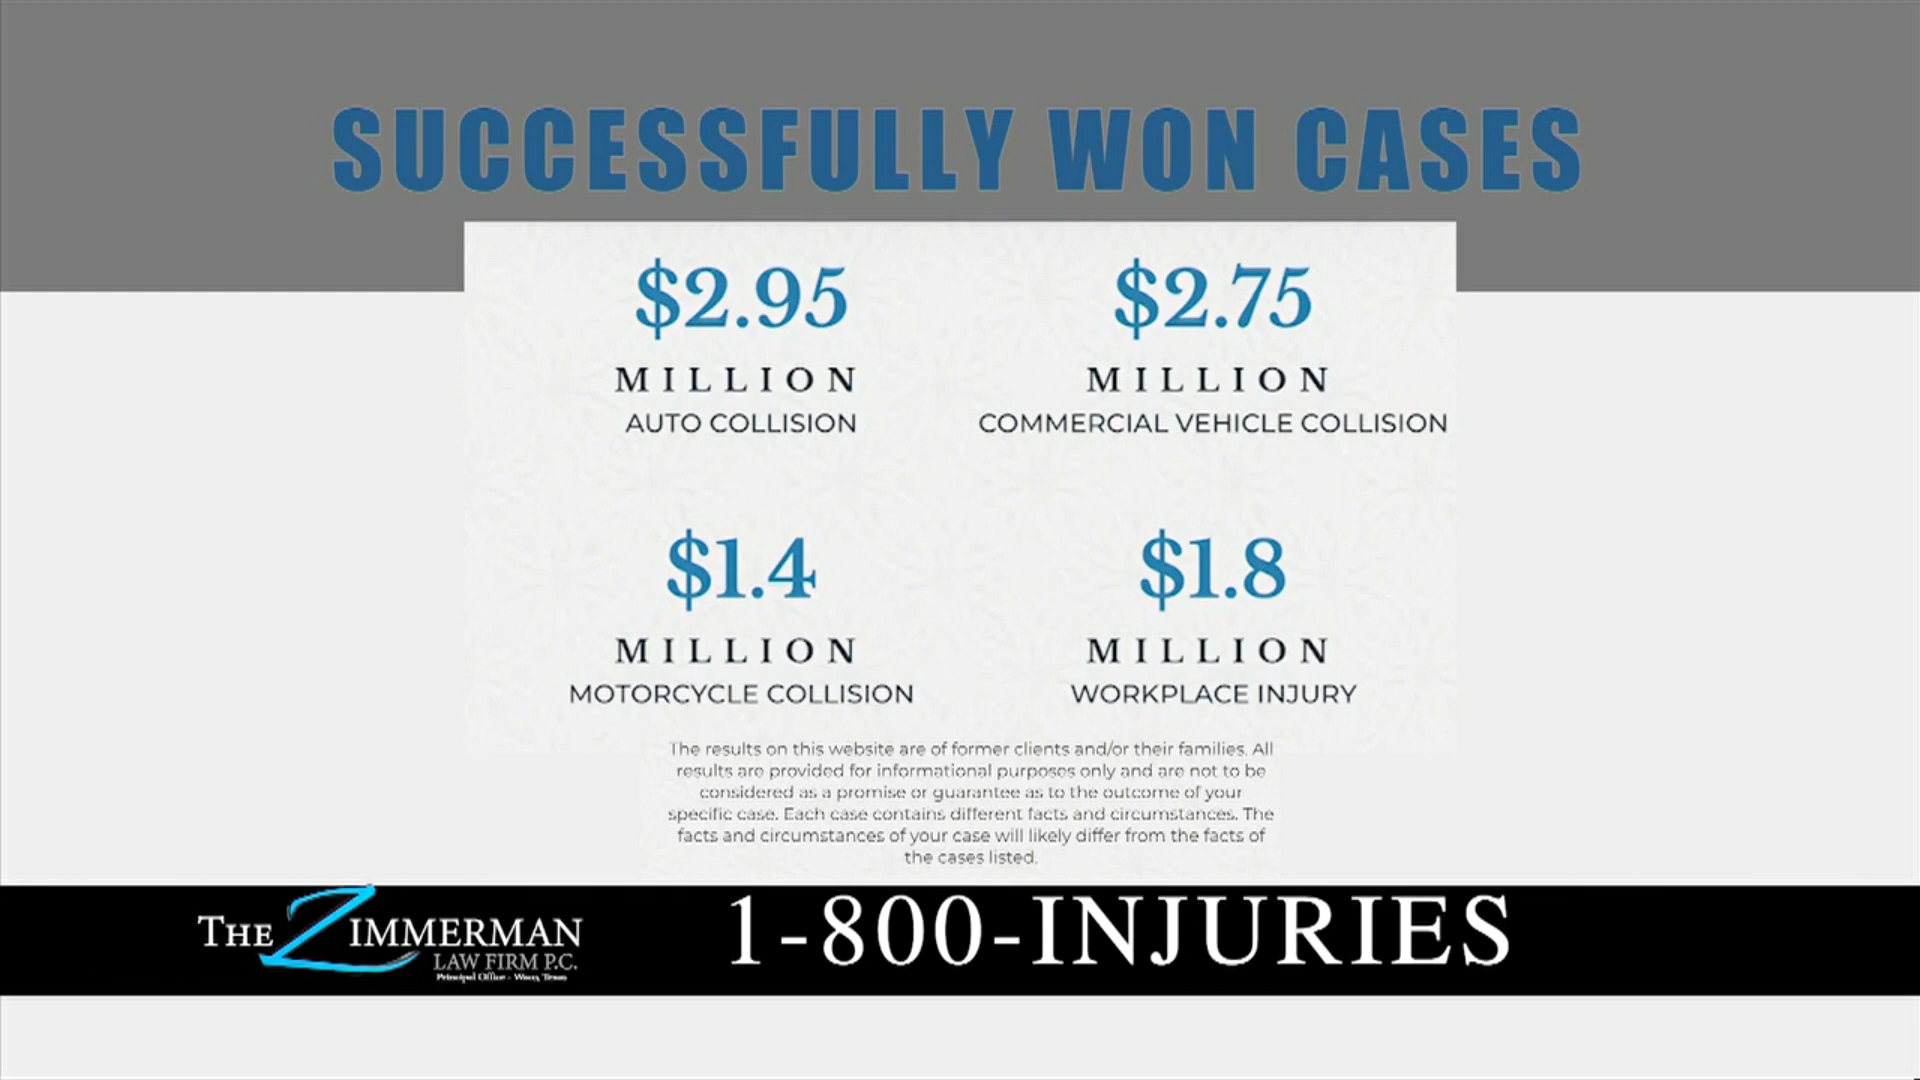 SUCCESSFULLY WON CASES
$2.95
MILLION
AUTO COLLISION
$2.75
MILLION
COMMERCIAL VEHICLE COLLISION
$1.4
MILLION
MOTORCYCLE COLLISION
$1.8
MILLION
WORKPLACE INJURY
The results on this website are of former clients and/or their families. All
results are provided for informational purposes only and are not to be
considered as a promise or guarantee as to the outcome of your
specific case. Each case contains different facts and circumstances. The
facts and circumstances of your case will likely differ from the facts of
the cases listed.
THE ZIMMERMAN
LAW FIRM P.C.
Principal Office - Waco, Texas
1-800-INJURIES